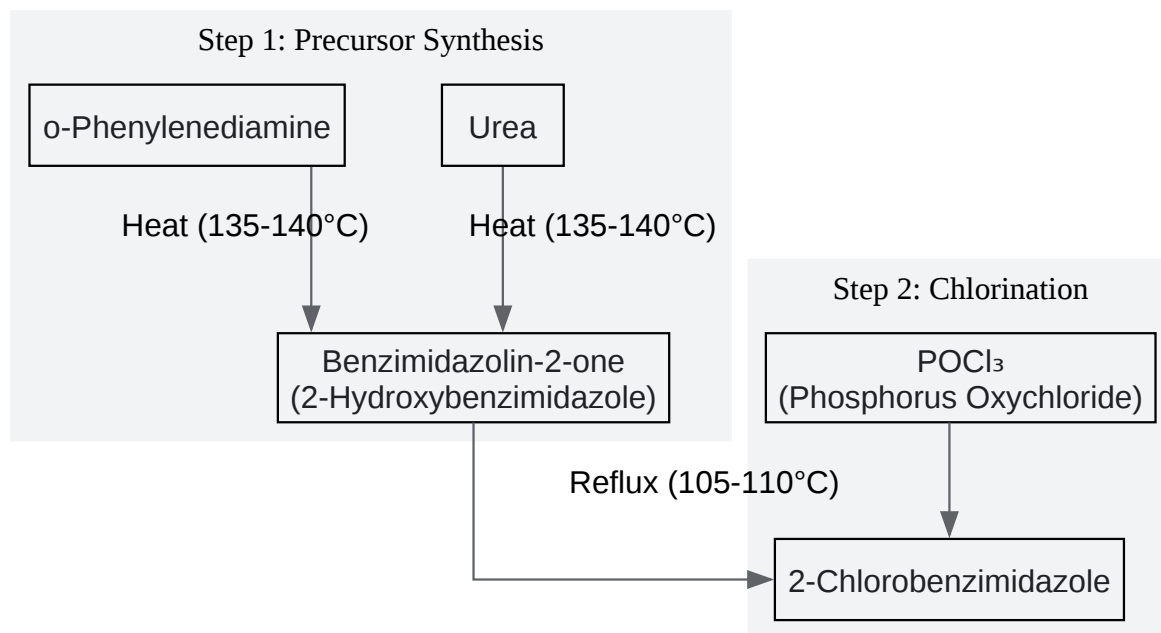 Step 1: Precursor Synthesis
o-Phenylenediamine
Urea
Heat (135-140°C)
Heat (135-140°C)
Benzimidazolin-2-one
(2-Hydroxybenzimidazole)
Step 2: Chlorination
POCl₃
(Phosphorus Oxychloride)
Reflux (105-110°C)
2-Chlorobenzimidazole